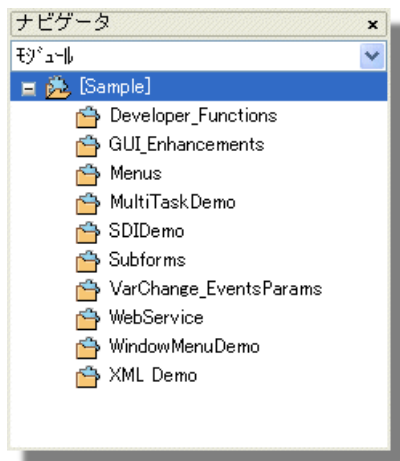 ナビゲータ
ﾓｼﾞｭｰﾙ
[Sample]
Developer_Functions
GUI_Enhancements
Menus
MultiTaskDemo
SDIDemo
Subforms
VarChange_EventsParams
WebService
WindowMenuDemo
XML Demo